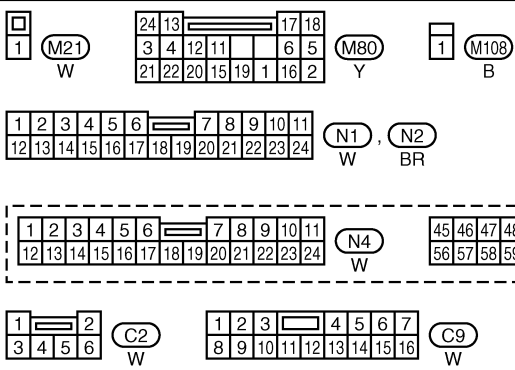 24 13 17 18
1 M21 3 4 12 11 6 5 M80 1 M108
W 21 22 20 15 19 1 16 2 Y B
1 2 3 4 5 6 7 8 9 10 11 N1 , N2
12 13 14 15 16 17 18 19 20 21 22 23 24 W BR
1 2 3 4 5 6 7 8 9 10 11 N4 45 46 47 48
12 13 14 15 16 17 18 19 20 21 22 23 24 W 56 57 58 59
1 2 C2 1 2 3 4 5 6 7 C9
3 4 5 6 W 8 9 10 11 12 13 14 15 16 W